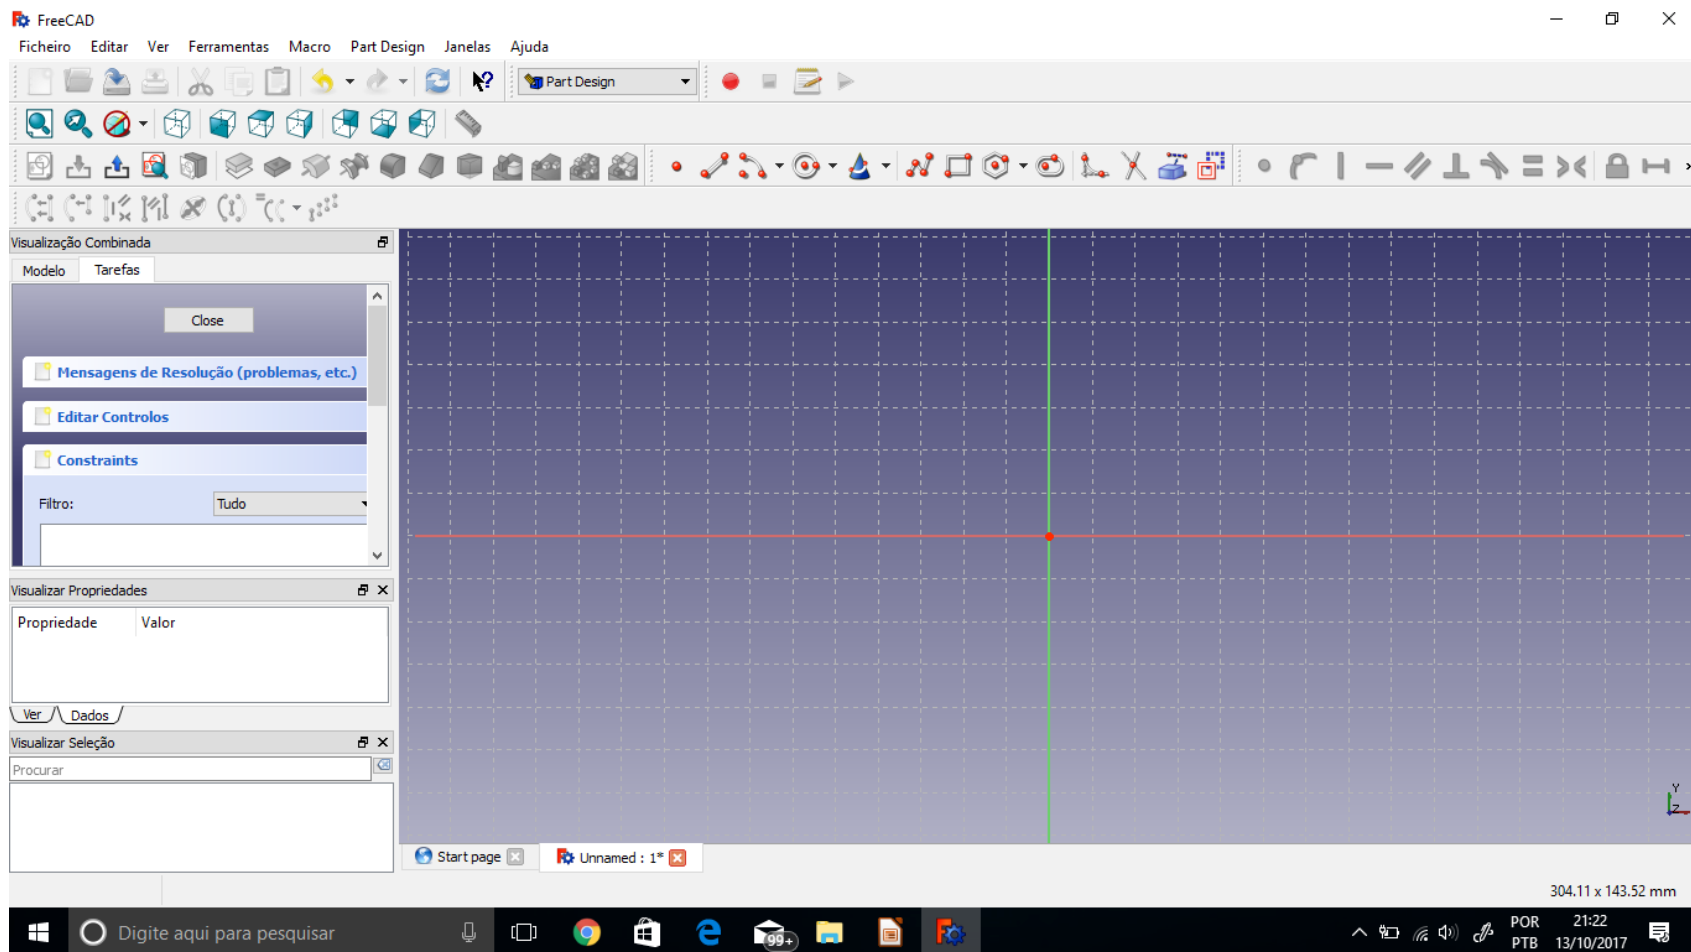 FreeCAD
Ficheiro Editar Ver Ferramentas Macro Part Design Janelas Ajuda
Part Design
Visualização Combinada
Modelo Tarefas
Close
Mensagens de Resolução (problemas, etc.)
Editar Controlos
Constraints
Filtro: Tudo
Visualizar Propriedades
Propriedade Valor
Ver Dados
Visualizar Seleção
Procurar
Y
Z
Start page Unnamed : 1*
304.11 x 143.52 mm
Digite aqui para pesquisar
99+
POR 21:22
PTB 13/10/2017